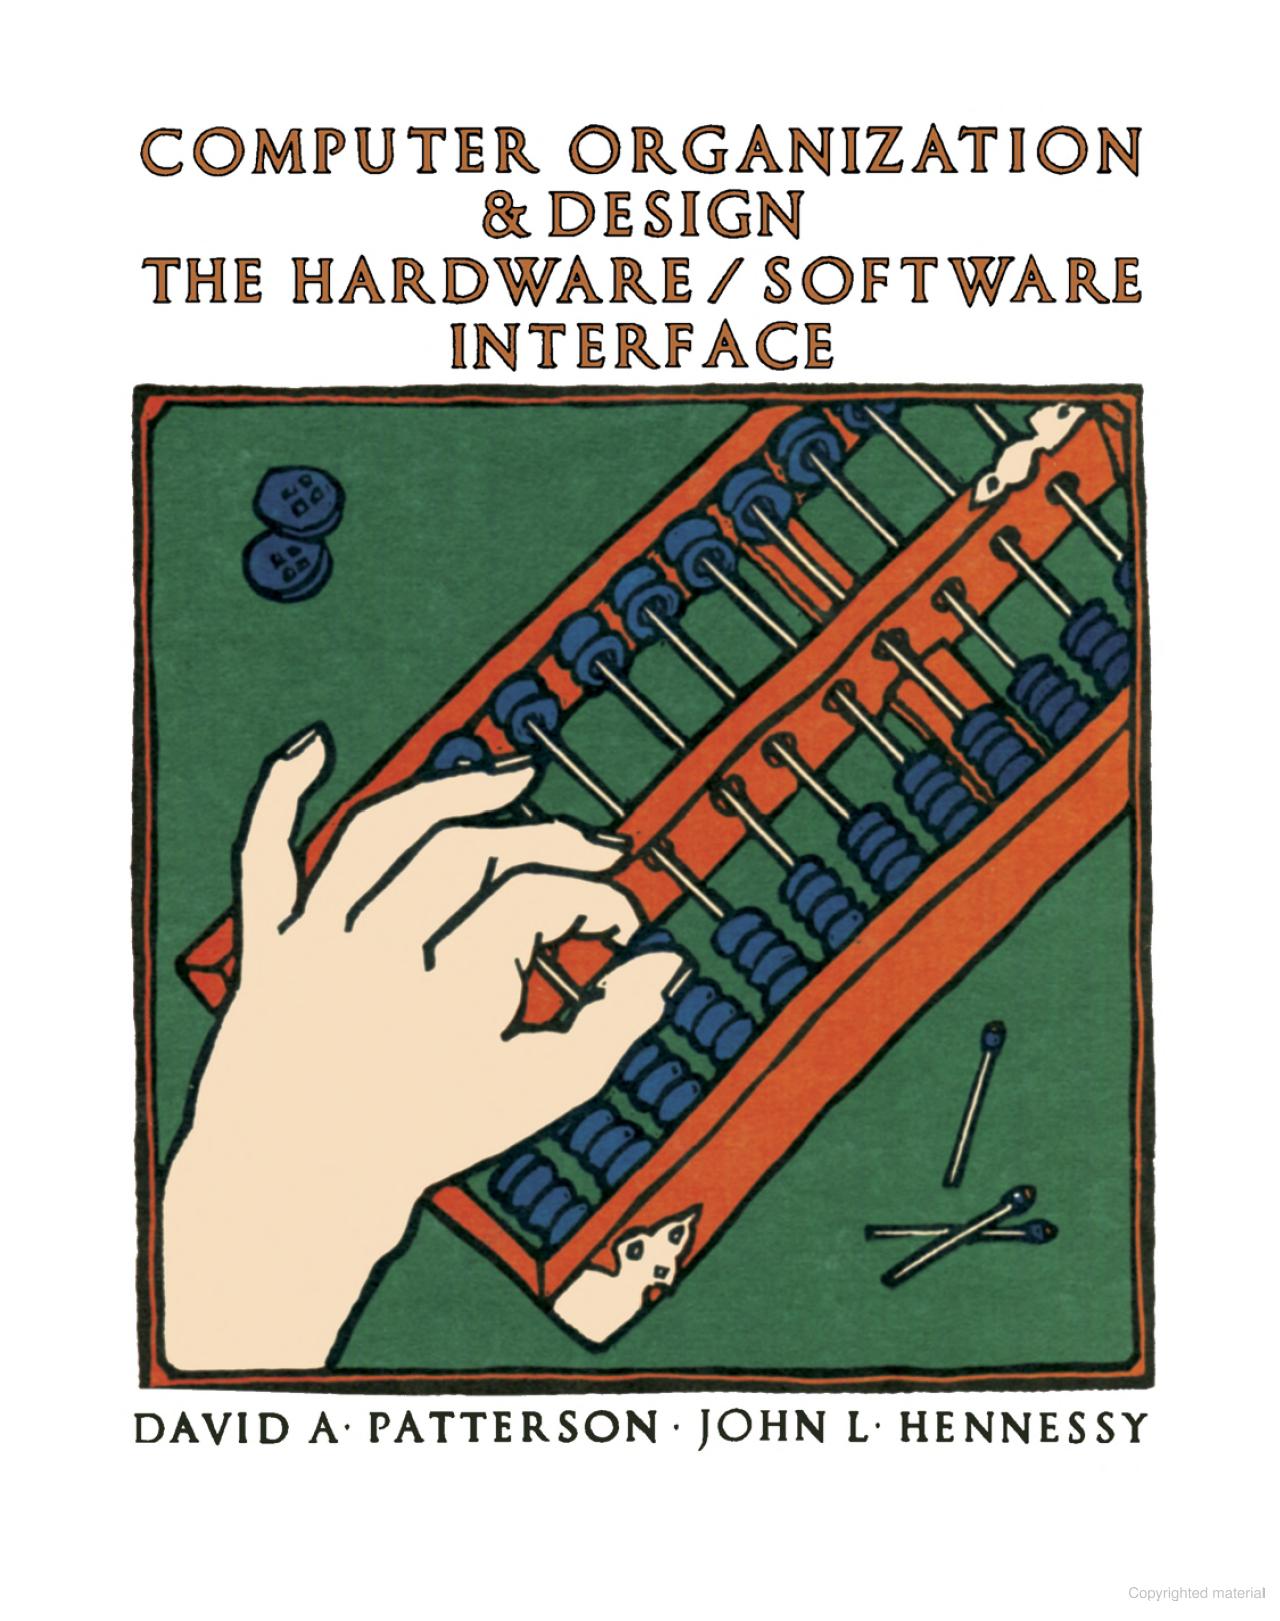 COMPUTER ORGANIZATION
& DESIGN
THE HARDWARE / SOFTWARE
INTERFACE
DAVID A· PATTERSON · JOHN L· HENNESSY
Copyrighted material